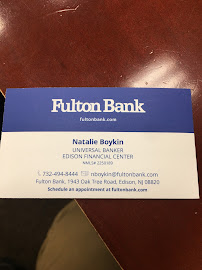 Fulton Bank
fultonbank.com
Natalie Boykin
UNIVERSAL BANKER
EDISON FINANCIAL CENTER
NMLS#
732-494-8444 nboykin@fultonbank.com
Fulton Bank, 1943 Oak Tree Road, Edison, NJ 08820
Schedule an appointment at fultonbank.com